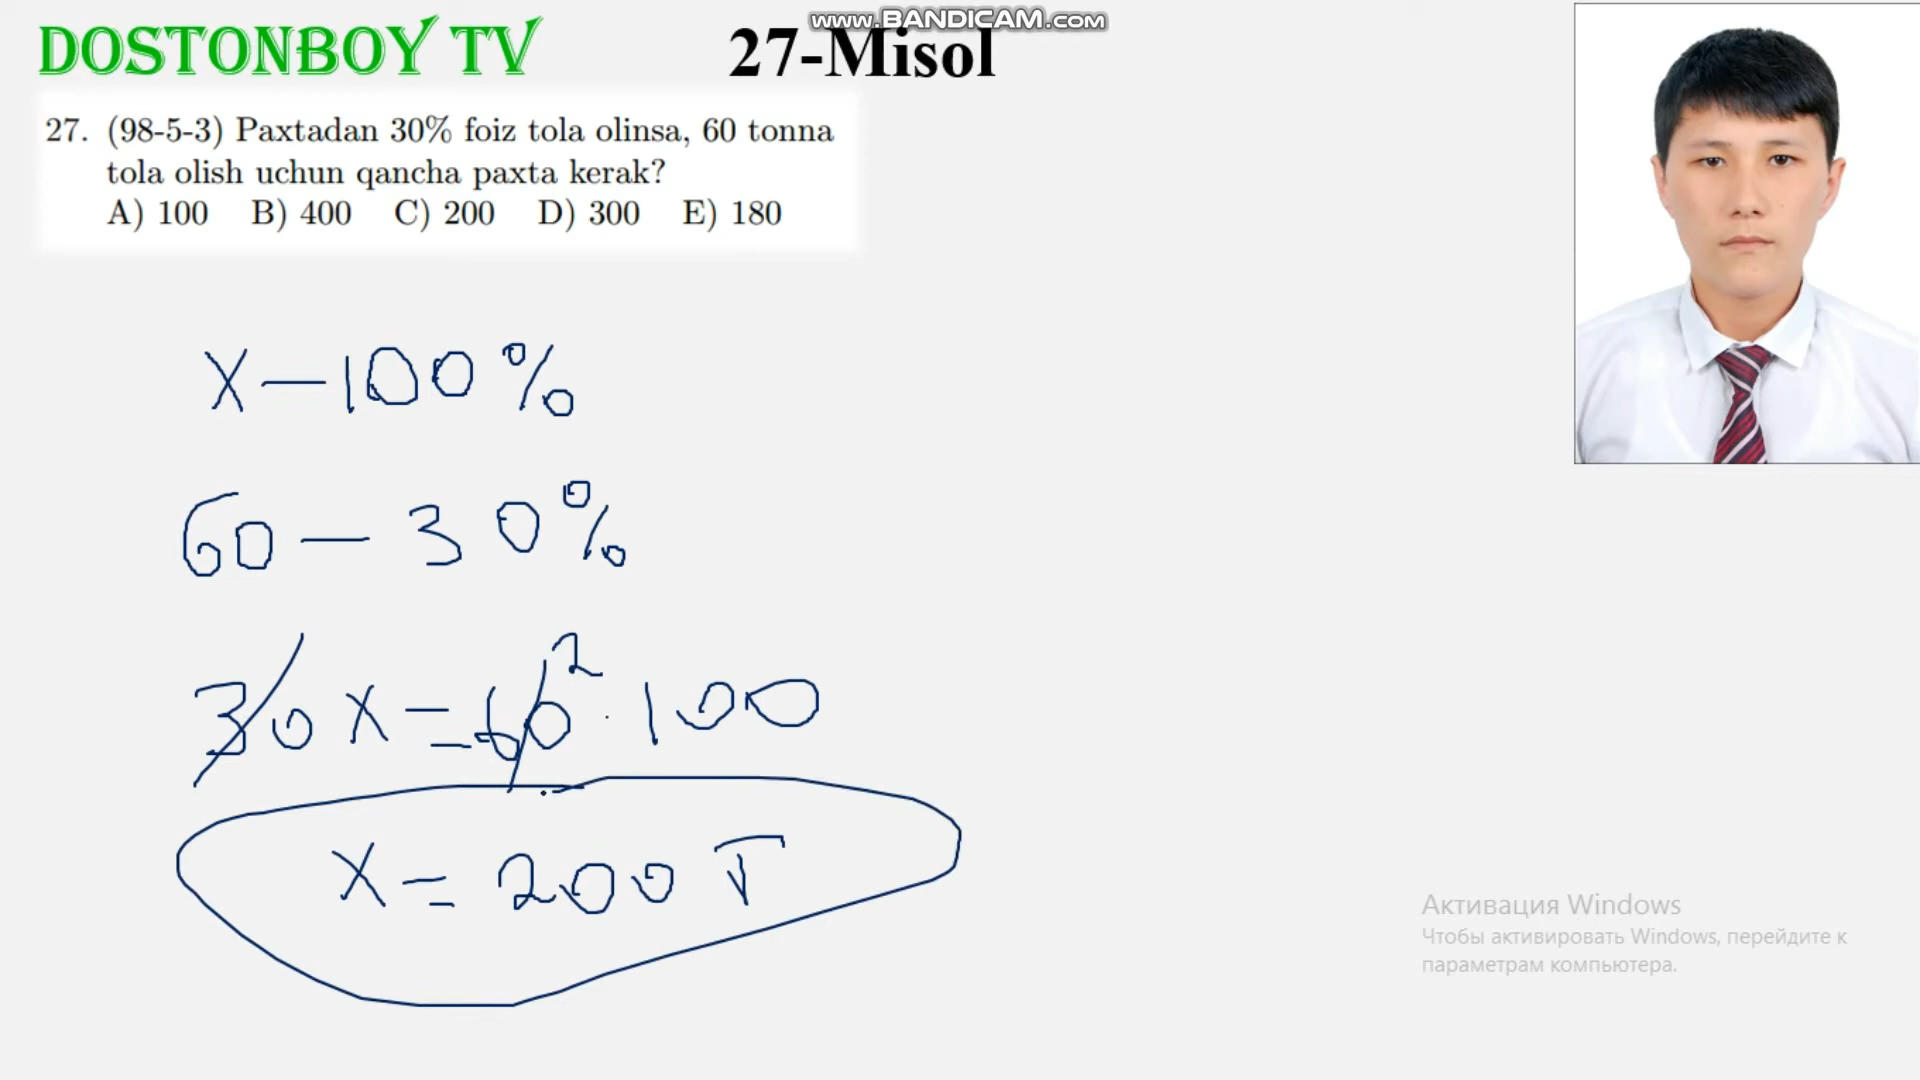 www.BANDICAM.com
DOSTONBOY TV
27-Misol
27. (98-5-3) Paxtadan 30% foiz tola olinsa, 60 tonna
tola olish uchun qancha paxta kerak?
A) 100 B) 400 C) 200 D) 300 E) 180
x – 100%
60 – 30%
30 x = 60 2 · 100
x = 200 T
Активация Windows
Чтобы активировать Windows, перейдите к
параметрам компьютера.